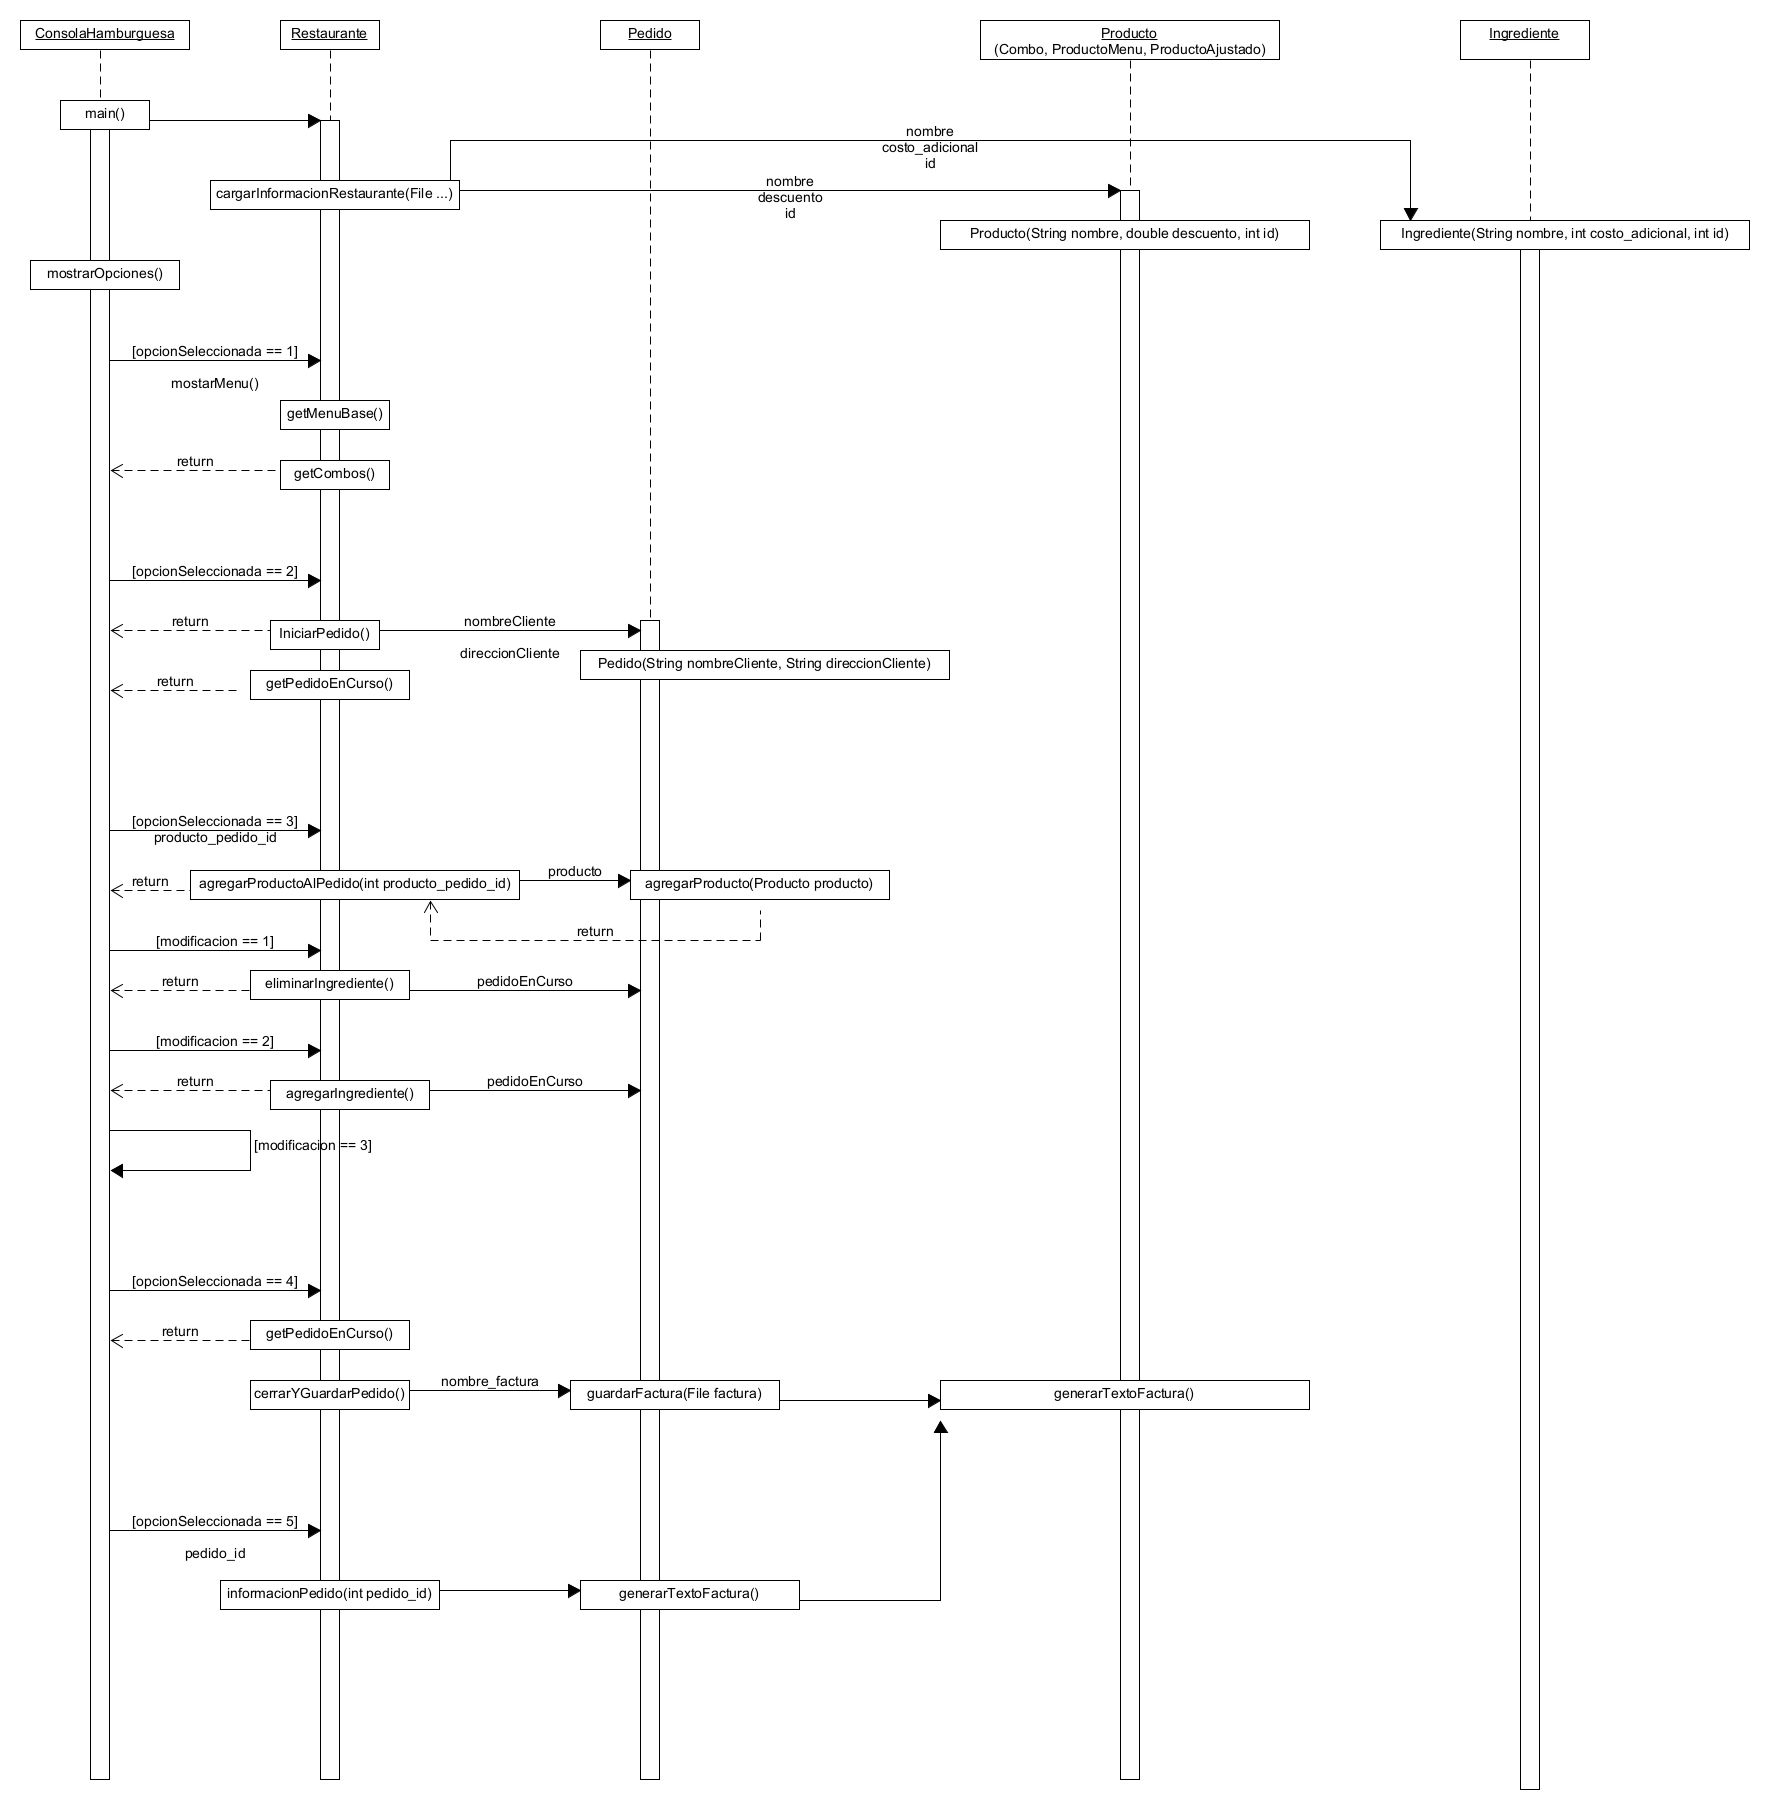 ConsolaHamburguesa
Restaurante
Pedido
Producto
(Combo, ProductoMenu, ProductoAjustado)
Ingrediente
main()
nombre
costo_adicional
id
cargarInformacionRestaurante(File ...)
nombre
descuento
id
Producto(String nombre, double descuento, int id)
Ingrediente(String nombre, int costo_adicional, int id)
mostrarOpciones()
[opcionSeleccionada == 1]
mostarMenu()
getMenuBase()
return
getCombos()
[opcionSeleccionada == 2]
return
IniciarPedido()
nombreCliente
direccionCliente
Pedido(String nombreCliente, String direccionCliente)
return
getPedidoEnCurso()
[opcionSeleccionada == 3]
producto_pedido_id
return
agregarProductoAlPedido(int producto_pedido_id)
producto
agregarProducto(Producto producto)
return
[modificacion == 1]
return
eliminarIngrediente()
pedidoEnCurso
[modificacion == 2]
return
agregarIngrediente()
pedidoEnCurso
[modificacion == 3]
[opcionSeleccionada == 4]
return
getPedidoEnCurso()
cerrarYGuardarPedido()
nombre_factura
guardarFactura(File factura)
generarTextoFactura()
[opcionSeleccionada == 5]
pedido_id
informacionPedido(int pedido_id)
generarTextoFactura()